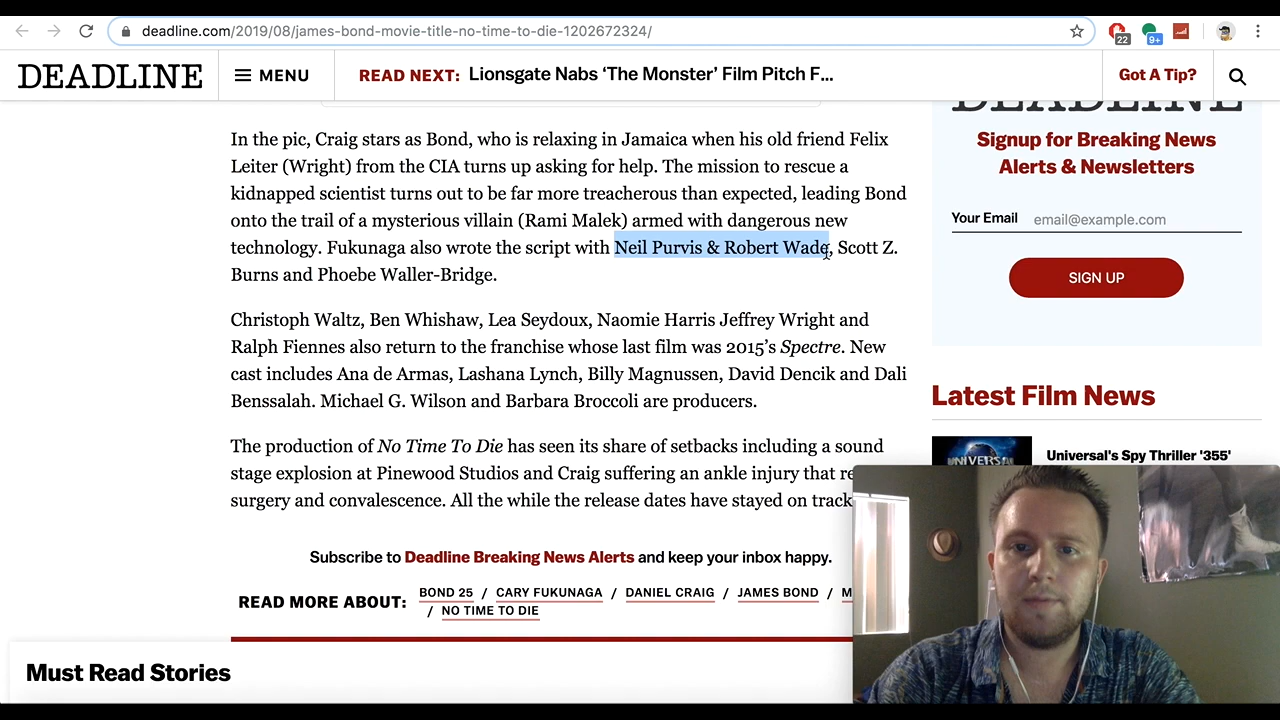 deadline.com/2019/08/james-bond-movie-title-no-time-to-die-1202672324/
22
9+
DEADLINE
MENU
READ NEXT: Lionsgate Nabs ‘The Monster’ Film Pitch F...
Got A Tip?
DEADLINE
Signup for Breaking News
Alerts & Newsletters
Your Email email@example.com
SIGN UP
In the pic, Craig stars as Bond, who is relaxing in Jamaica when his old friend Felix
Leiter (Wright) from the CIA turns up asking for help. The mission to rescue a
kidnapped scientist turns out to be far more treacherous than expected, leading Bond
onto the trail of a mysterious villain (Rami Malek) armed with dangerous new
technology. Fukunaga also wrote the script with Neil Purvis & Robert Wade, Scott Z.
Burns and Phoebe Waller-Bridge.
Christoph Waltz, Ben Whishaw, Lea Seydoux, Naomie Harris Jeffrey Wright and
Ralph Fiennes also return to the franchise whose last film was 2015’s Spectre. New
cast includes Ana de Armas, Lashana Lynch, Billy Magnussen, David Dencik and Dali
Benssalah. Michael G. Wilson and Barbara Broccoli are producers.
The production of No Time To Die has seen its share of setbacks including a sound
stage explosion at Pinewood Studios and Craig suffering an ankle injury that re
surgery and convalescence. All the while the release dates have stayed on track
Latest Film News
Universal's Spy Thriller '355'
Subscribe to Deadline Breaking News Alerts and keep your inbox happy.
READ MORE ABOUT: BOND 25 / CARY FUKUNAGA / DANIEL CRAIG / JAMES BOND / M
/ NO TIME TO DIE
Must Read Stories